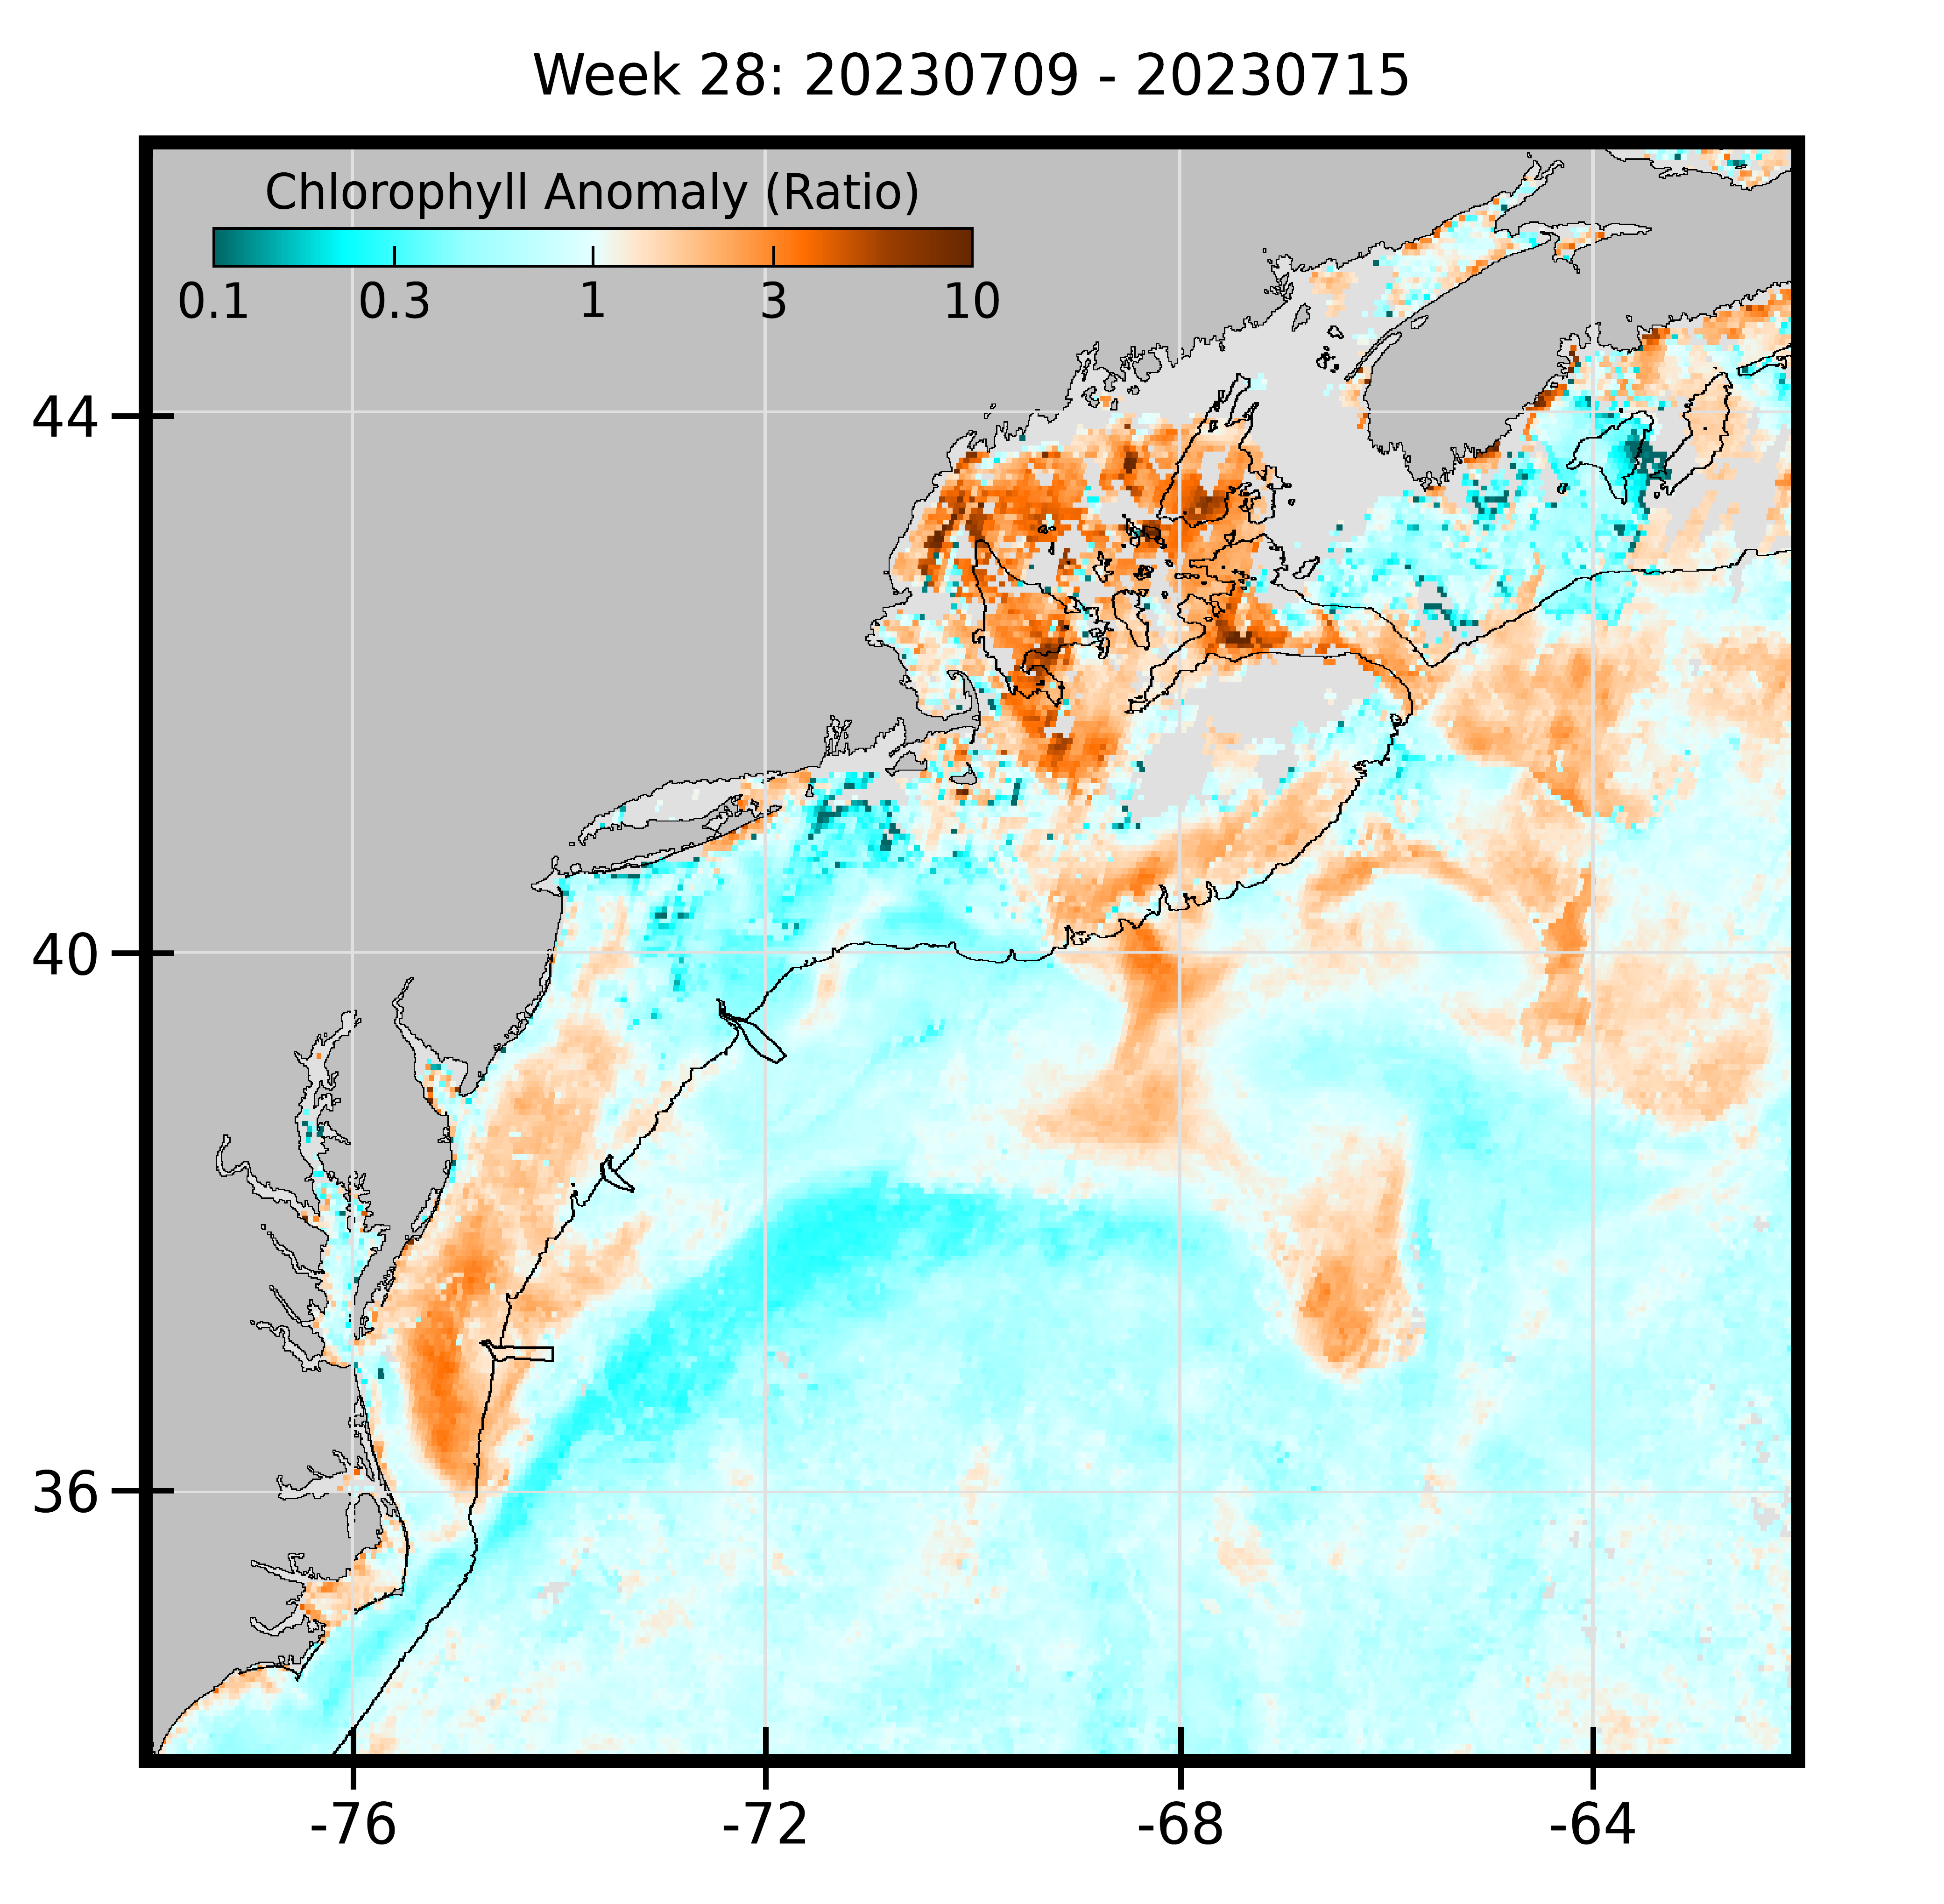 Week 28: 20230709 - 20230715
Chlorophyll Anomaly (Ratio)
0.1 0.3 1 3 10
44
40
36
-76 -72 -68 -64